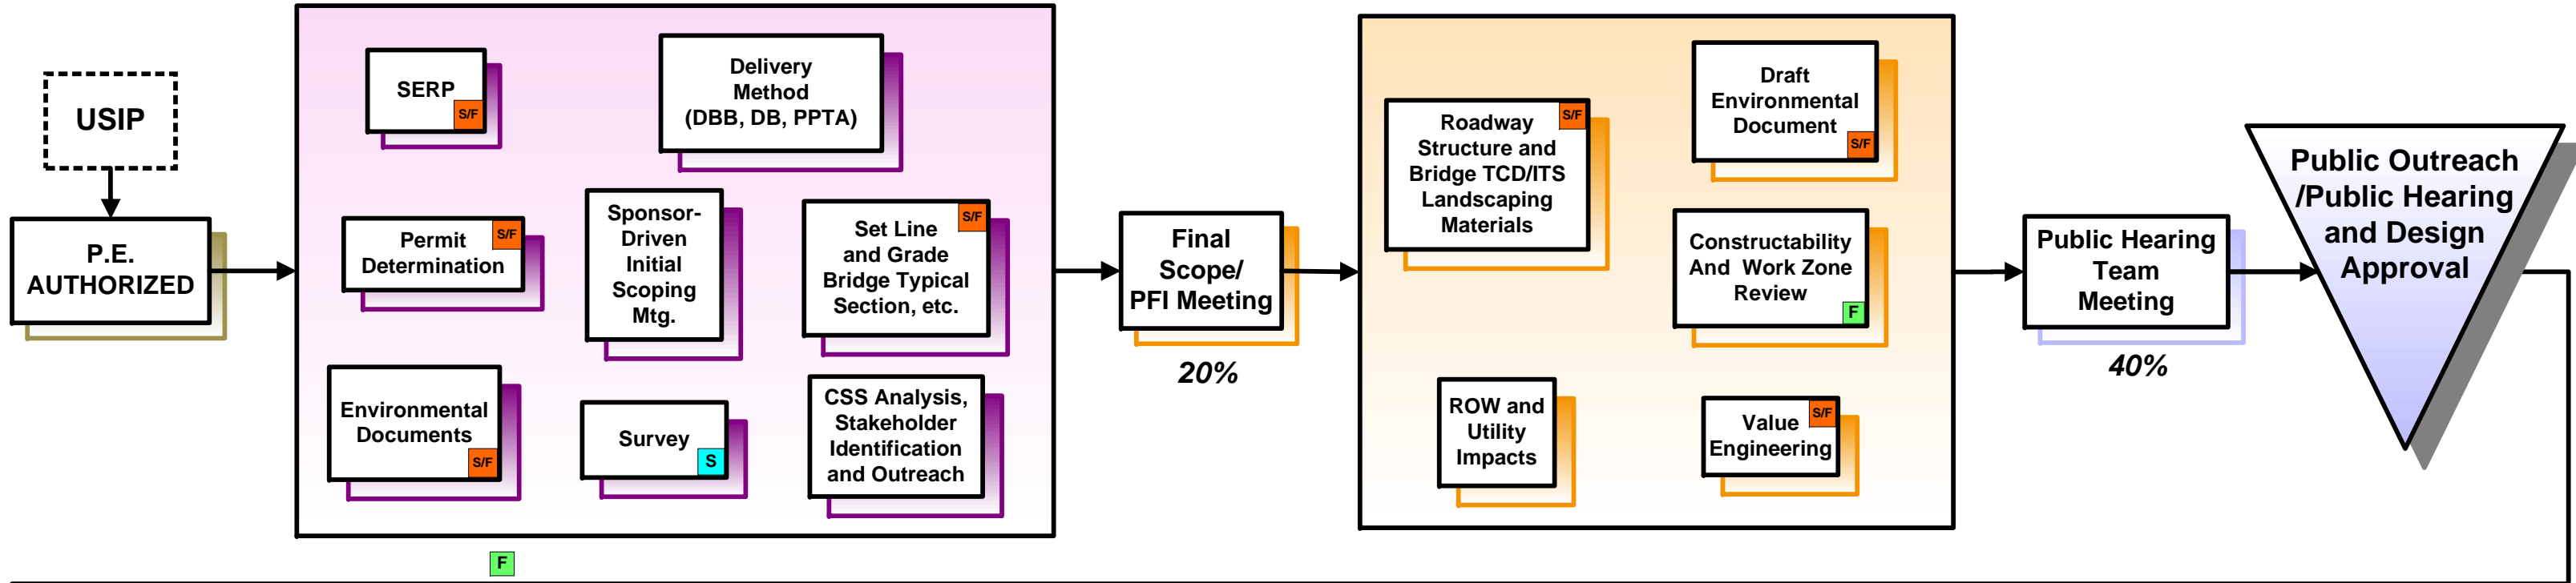 USIP
P.E.
AUTHORIZED
SERP
S/F
Delivery
Method
(DBB, DB, PPTA)
Permit
Determination
S/F
Sponsor-
Driven
Initial
Scoping
Mtg.
Set Line
and Grade
Bridge Typical
Section, etc.
S/F
Environmental
Documents
S/F
Survey
S
CSS Analysis,
Stakeholder
Identification
and Outreach
F
Final
Scope/
PFI Meeting
20%
Roadway
Structure and
Bridge TCD/ITS
Landscaping
Materials
S/F
Draft
Environmental
Document
S/F
Constructability
And Work Zone
Review
F
ROW and
Utility
Impacts
Value
Engineering
S/F
Public Hearing
Team
Meeting
40%
Public Outreach
/Public Hearing
and Design
Approval